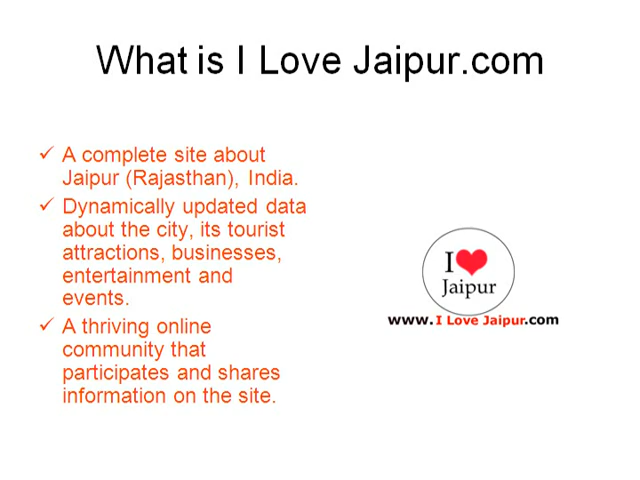 What is I Love Jaipur.com
A complete site about
Jaipur (Rajasthan), India.
Dynamically updated data
about the city, its tourist
attractions, businesses,
entertainment and
events.
A thriving online
community that
participates and shares
information on the site.
I
Jaipur
www.I Love Jaipur.com